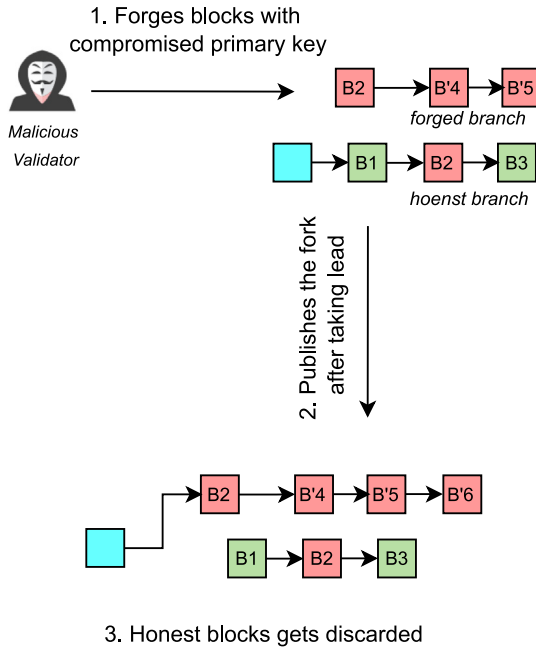 1. Forges blocks with
compromised primary key
Malicious
Validator
B2 B'4 B'5
forged branch
B1 B2 B3
hoenst branch
2. Publishes the fork
after taking lead
B2 B'4 B'5 B'6
B1 B2 B3
3. Honest blocks gets discarded